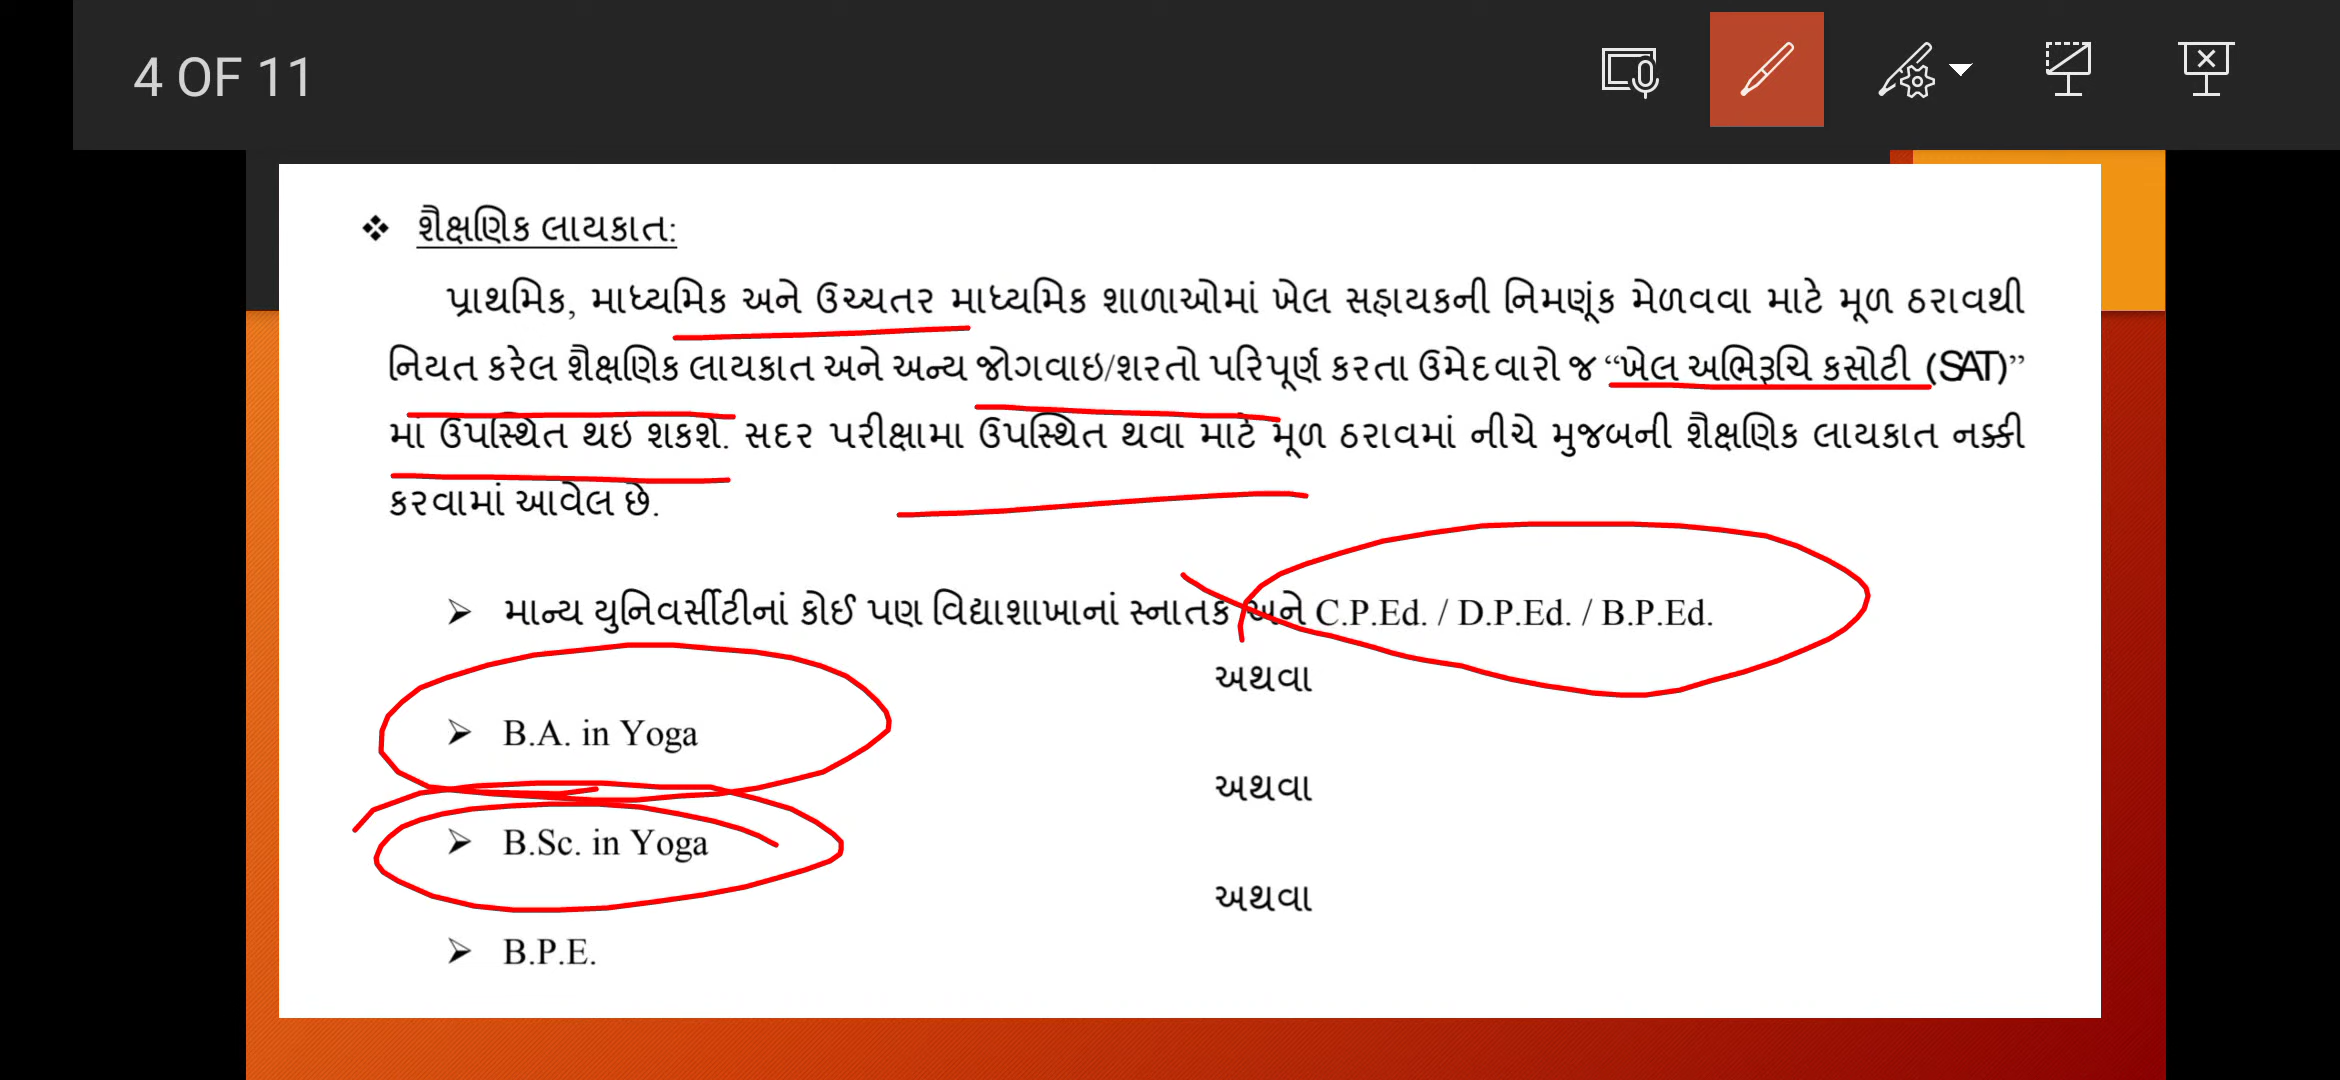 4 OF 11
❖ શૈક્ષણિક લાયકાત:
પ્રાથમિક, માધ્યમિક અને ઉચ્ચતર માધ્યમિક શાળાઓમાં ખેલ સહાયકની નિમણૂંક મેળવવા માટે મૂળ ઠરાવથી
નિયત કરેલ શૈક્ષણિક લાયકાત અને અન્ય જોગવાઇ/શરતો પરિપૂર્ણ કરતા ઉમેદવારો જ “ખેલ અભિરૂચિ કસોટી (SAT)”
માં ઉપસ્થિત થઇ શકશે. સદર પરીક્ષામા ઉપસ્થિત થવા માટે મૂળ ઠરાવમાં નીચે મુજબની શૈક્ષણિક લાયકાત નક્કી
કરવામાં આવેલ છે.
➢ માન્ય યુનિવર્સીટીનાં કોઈ પણ વિદ્યાશાખાનાં સ્નાતક અને C.P.Ed. / D.P.Ed. / B.P.Ed.
અથવા
➢ B.A. in Yoga
અથવા
➢ B.Sc. in Yoga
અથવા
➢ B.P.E.